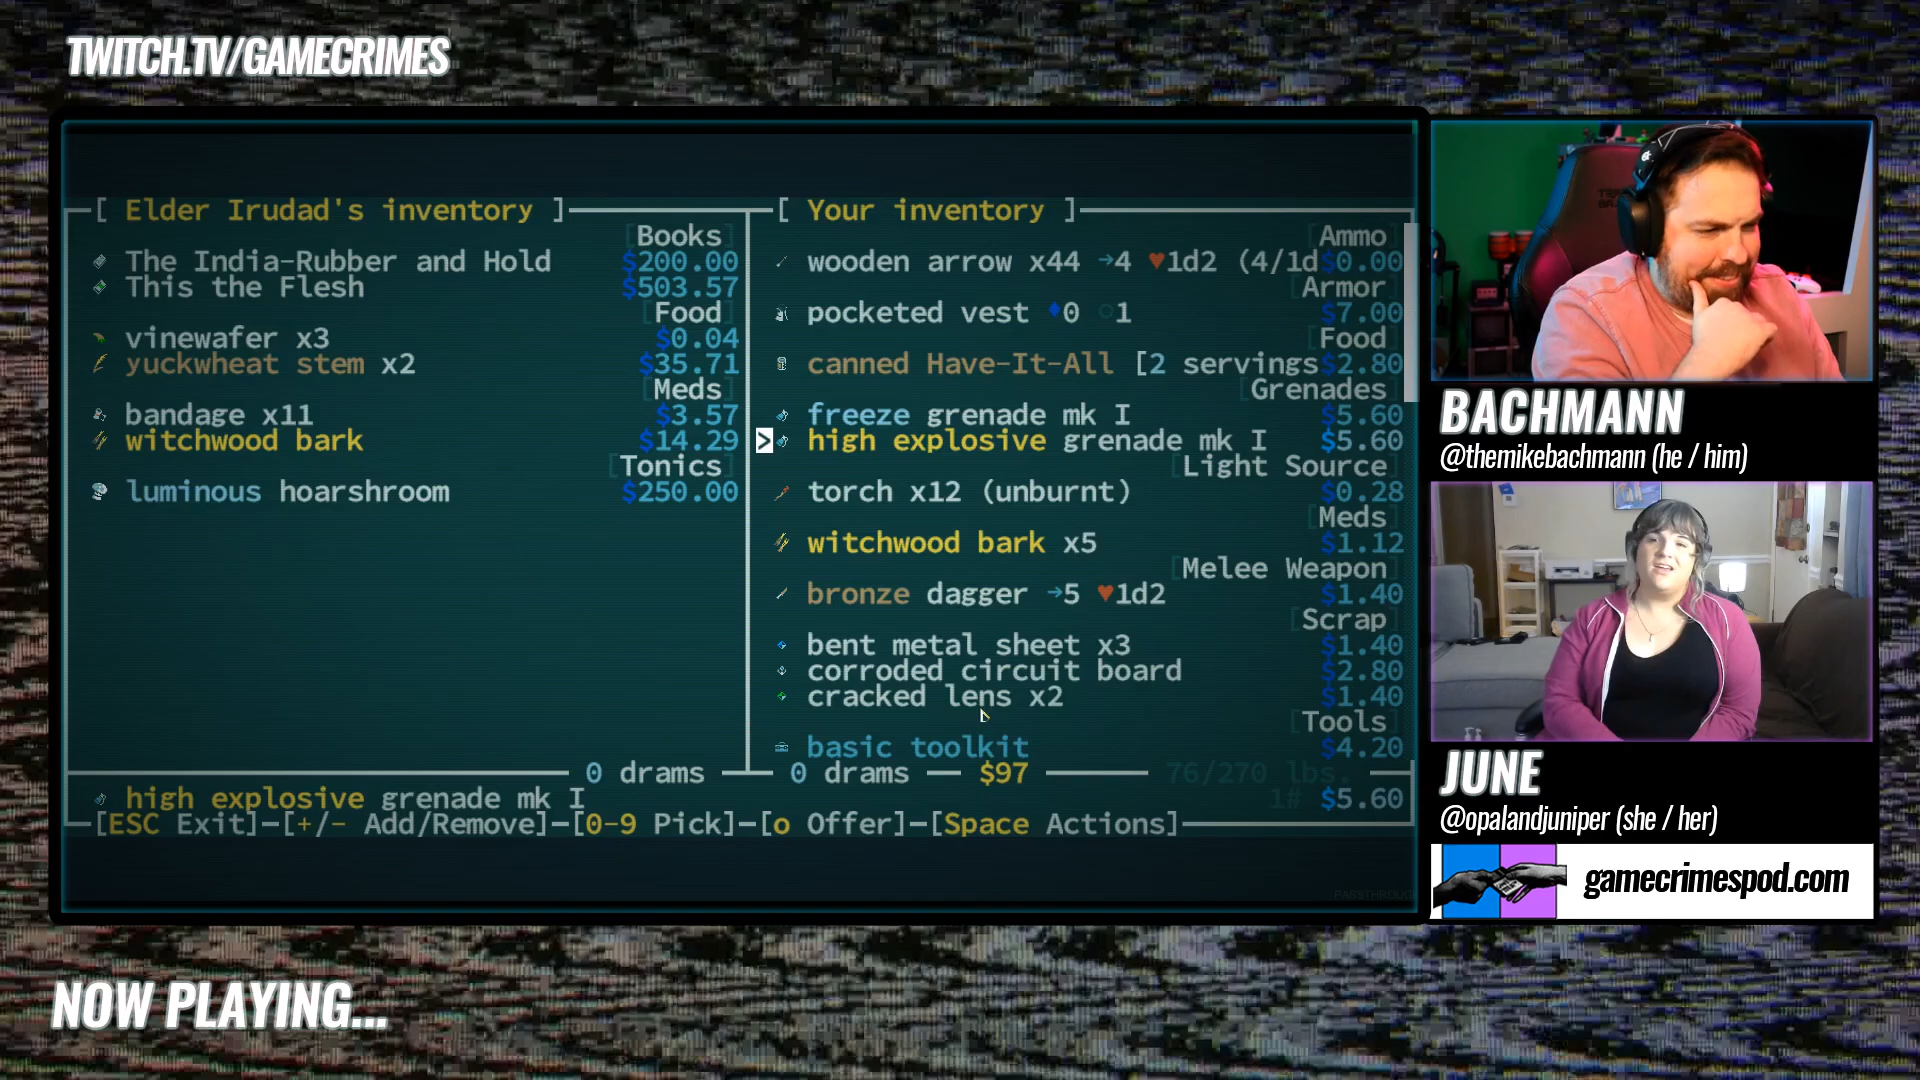 TWITCH.TV/GAMECRIMES
[ Elder Irudad's inventory ]
[Books]
The India-Rubber and Hold $200.00
This the Flesh $503.57
[Food]
vinewafer x3 $0.04
yuckwheat stem x2 $35.71
[Meds]
bandage x11 $3.57
witchwood bark $14.29
[Tonics]
luminous hoarshroom $250.00
0 drams
[ Your inventory ]
[Ammo]
wooden arrow x44 →4 ♥1d2 (4/1d $0.00
[Armor]
pocketed vest ♦0 ○1 $7.00
[Food]
canned Have-It-All [2 servings $2.80
[Grenades]
freeze grenade mk I $5.60
> high explosive grenade mk I $5.60
[Light Source]
torch x12 (unburnt) $0.28
[Meds]
witchwood bark x5 $1.12
[Melee Weapon]
bronze dagger →5 ♥1d2 $1.40
[Scrap]
bent metal sheet x3 $1.40
corroded circuit board $2.80
cracked lens x2 $1.40
[Tools]
basic toolkit $4.20
0 drams — $97 76/270 lbs.
high explosive grenade mk I 1# $5.60
[ESC Exit]-[+/- Add/Remove]-[0-9 Pick]-[o Offer]-[Space Actions]
BACHMANN
@themikebachmann (he / him)
JUNE
@opalandjuniper (she / her)
gamecrimespod.com
NOW PLAYING...